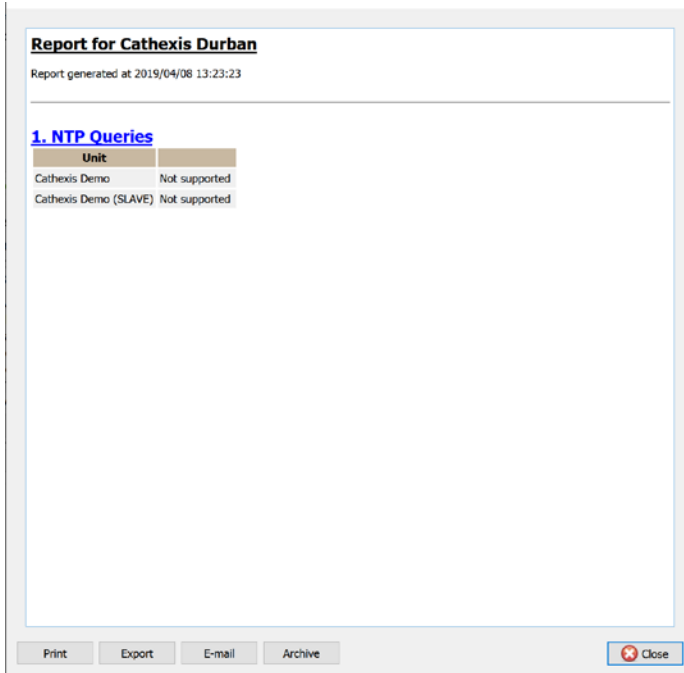 Report for Cathexis Durban
Report generated at 2019/04/08 13:23:23
1. NTP Queries
Unit
Cathexis Demo Not supported
Cathexis Demo (SLAVE) Not supported
Print Export E-mail Archive Close